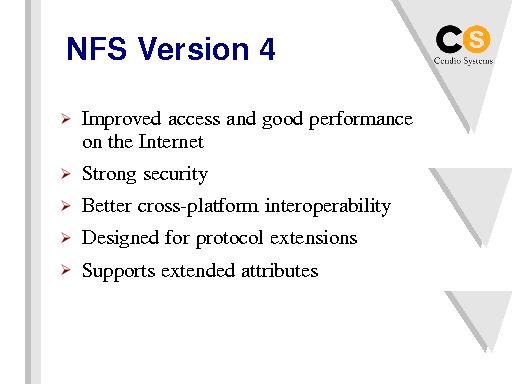 NFS Version 4
CS
Cendio Systems
Improved access and good performance
on the Internet
Strong security
Better cross-platform interoperability
Designed for protocol extensions
Supports extended attributes